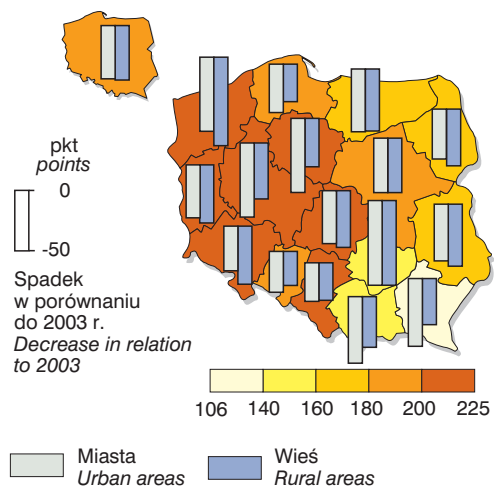 pkt
points
0
-50
Spadek
w porównaniu
do 2003 r.
Decrease in relation
to 2003
106 140 160 180 200 225
Miasta
Urban areas
Wieś
Rural areas